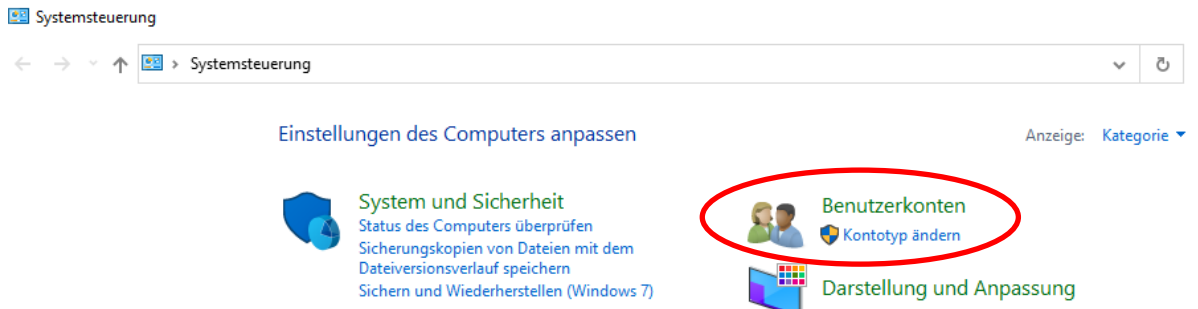 Systemsteuerung
Systemsteuerung
Einstellungen des Computers anpassen
Anzeige: Kategorie
System und Sicherheit
Status des Computers überprüfen
Sicherungskopien von Dateien mit dem
Dateiversionsverlauf speichern
Sichern und Wiederherstellen (Windows 7)
Benutzerkonten
Kontotyp ändern
Darstellung und Anpassung